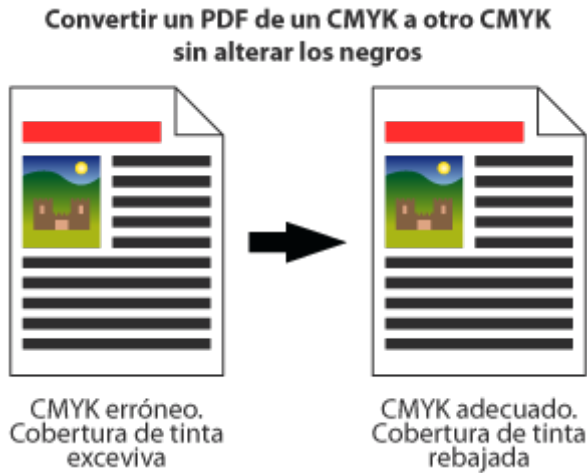 Convertir un PDF de un CMYK a otro CMYK
sin alterar los negros
CMYK erróneo.
Cobertura de tinta
exceviva
CMYK adecuado.
Cobertura de tinta
rebajada